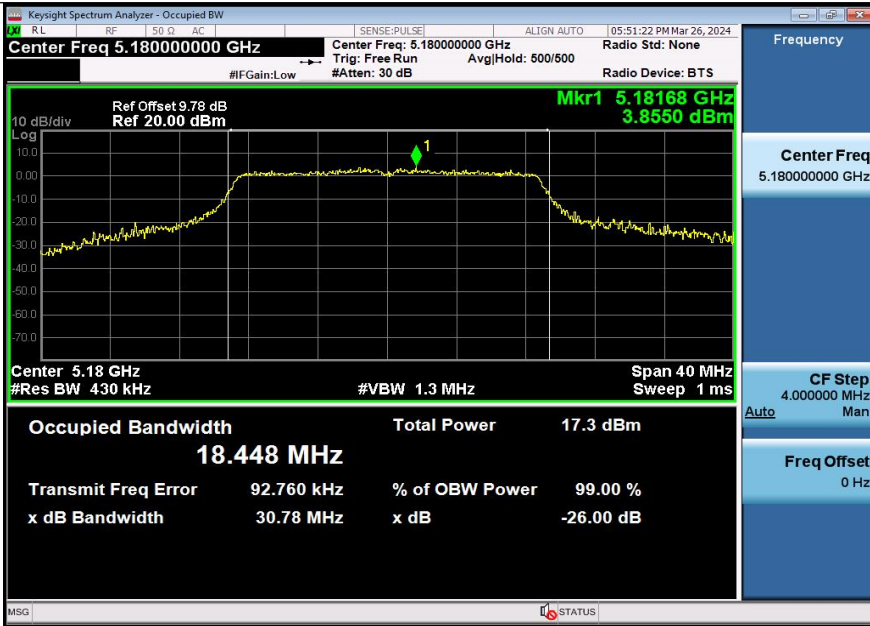 Keysight Spectrum Analyzer - Occupied BW
LXI RL RF 50 Ω AC SENSE:PULSE ALIGN AUTO 05:51:22 PM Mar 26, 2024
Center Freq 5.180000000 GHz
Center Freq: 5.180000000 GHz Radio Std: None
Trig: Free Run Avg|Hold: 500/500
#IFGain:Low #Atten: 30 dB Radio Device: BTS
Frequency
Ref Offset 9.78 dB Mkr1 5.18168 GHz
10 dB/div Ref 20.00 dBm 3.8550 dBm
Log
10.0
1
0.00
-10.0
-20.0
-30.0
-40.0
-50.0
-60.0
-70.0
Center 5.18 GHz Span 40 MHz
#Res BW 430 kHz #VBW 1.3 MHz Sweep 1 ms
Center Freq
5.180000000 GHz
CF Step
4.000000 MHz
Auto Man
Freq Offset
0 Hz
Occupied Bandwidth Total Power 17.3 dBm
18.448 MHz
Transmit Freq Error 92.760 kHz % of OBW Power 99.00 %
x dB Bandwidth 30.78 MHz x dB -26.00 dB
MSG STATUS